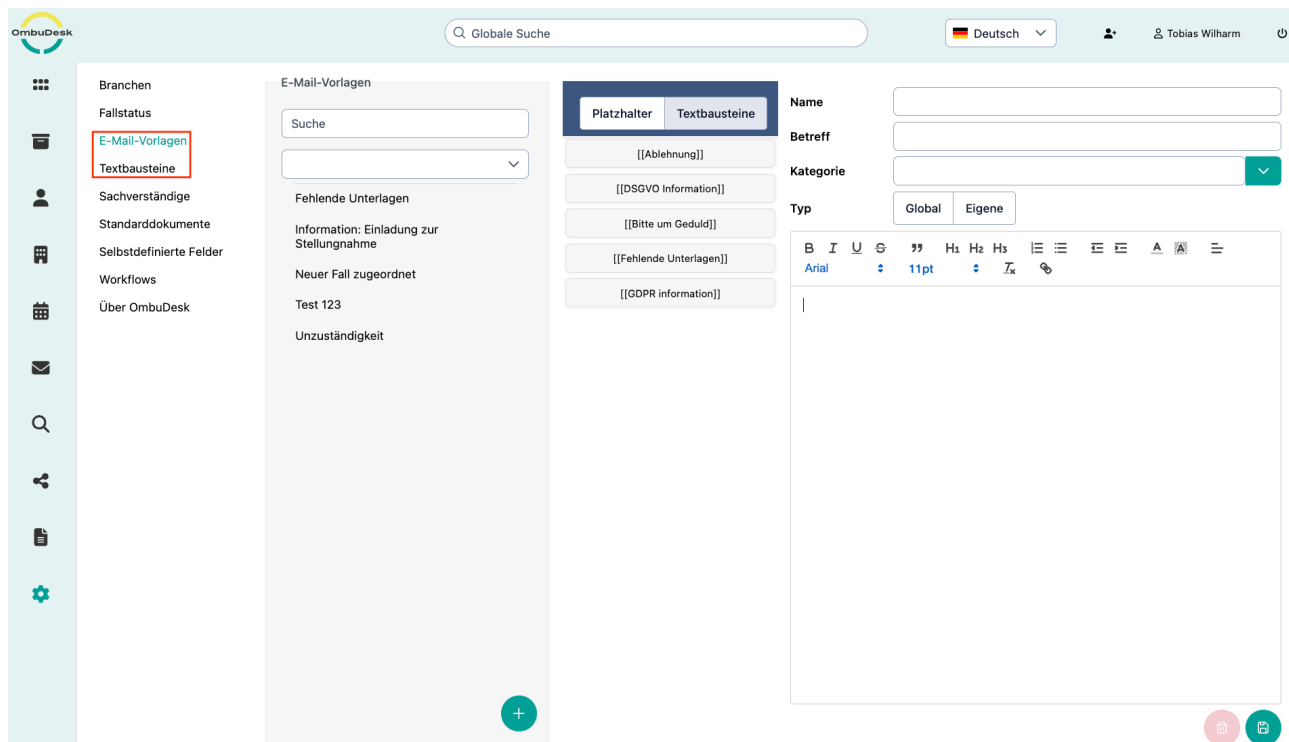 OmbuDesk
Globale Suche
Deutsch
Tobias Wilharm
Branchen
Fallstatus
E-Mail-Vorlagen
Textbausteine
Sachverständige
Standarddokumente
Selbstdefinierte Felder
Workflows
Über OmbuDesk
E-Mail-Vorlagen
Suche
Fehlende Unterlagen
Information: Einladung zur
Stellungnahme
Neuer Fall zugeordnet
Test 123
Unzuständigkeit
Platzhalter Textbausteine
[[Ablehnung]]
[[DSGVO Information]]
[[Bitte um Geduld]]
[[Fehlende Unterlagen]]
[[GDPR information]]
Name
Betreff
Kategorie
Typ Global Eigene
B I U S H1 H2 H3 A A
Arial 11pt